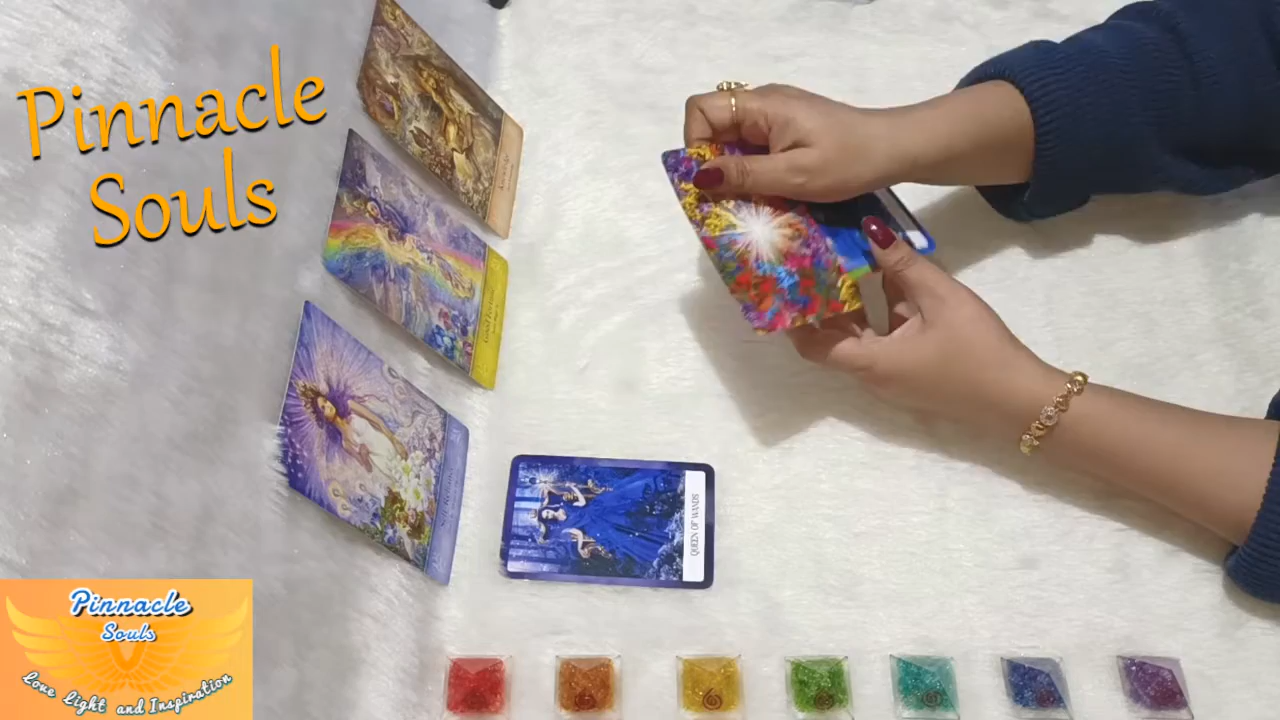 Pinnacle
Souls
QUEEN OF WANDS
Pinnacle
Souls
Love Light and Inspiration